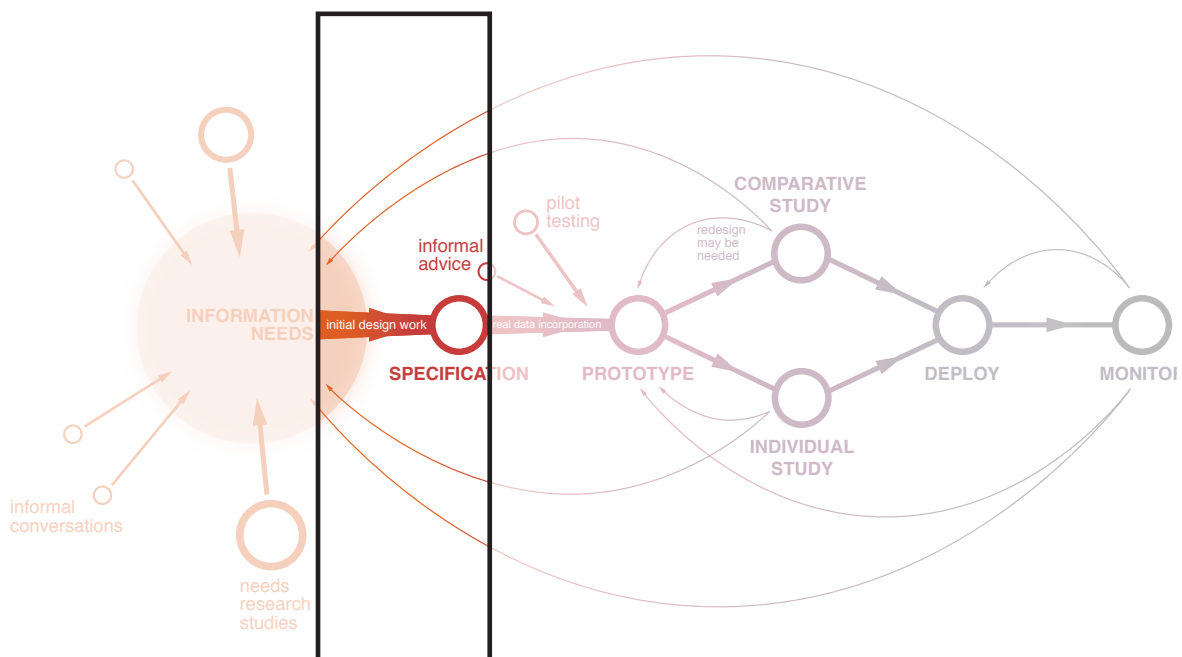 COMPARATIVE
STUDY
pilot
testing
redesign
may be
needed
informal
advice
INFORMATION
NEEDS
initial design work
real data incorporation
SPECIFICATION
PROTOTYPE
DEPLOY
MONITOR
INDIVIDUAL
STUDY
informal
conversations
needs
research
studies